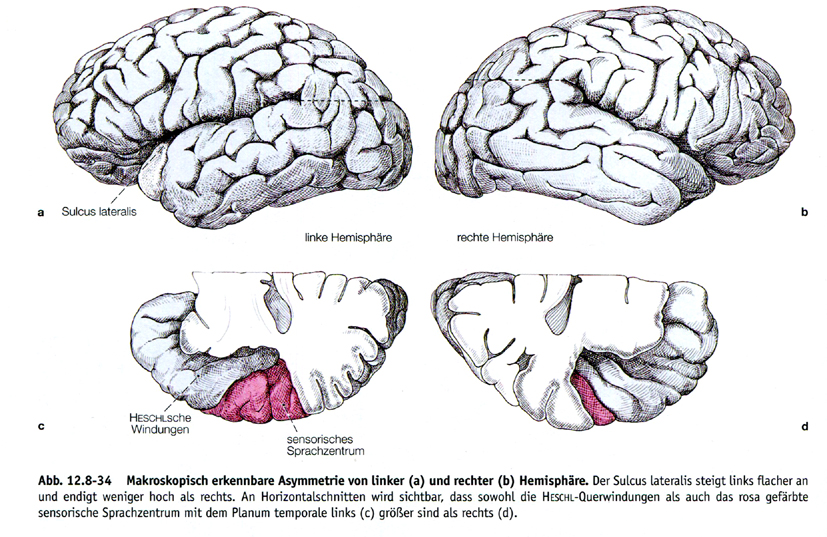 a
Sulcus lateralis
b
linke Hemisphäre
rechte Hemisphäre
HESCHLsche
Windungen
c
sensorisches
Sprachzentrum
d
Abb. 12.8-34 Makroskopisch erkennbare Asymmetrie von linker (a) und rechter (b) Hemisphäre. Der Sulcus lateralis steigt links flacher an
und endigt weniger hoch als rechts. An Horizontalschnitten wird sichtbar, dass sowohl die HESCHL-Querwindungen als auch das rosa gefärbte
sensorische Sprachzentrum mit dem Planum temporale links (c) größer sind als rechts (d).